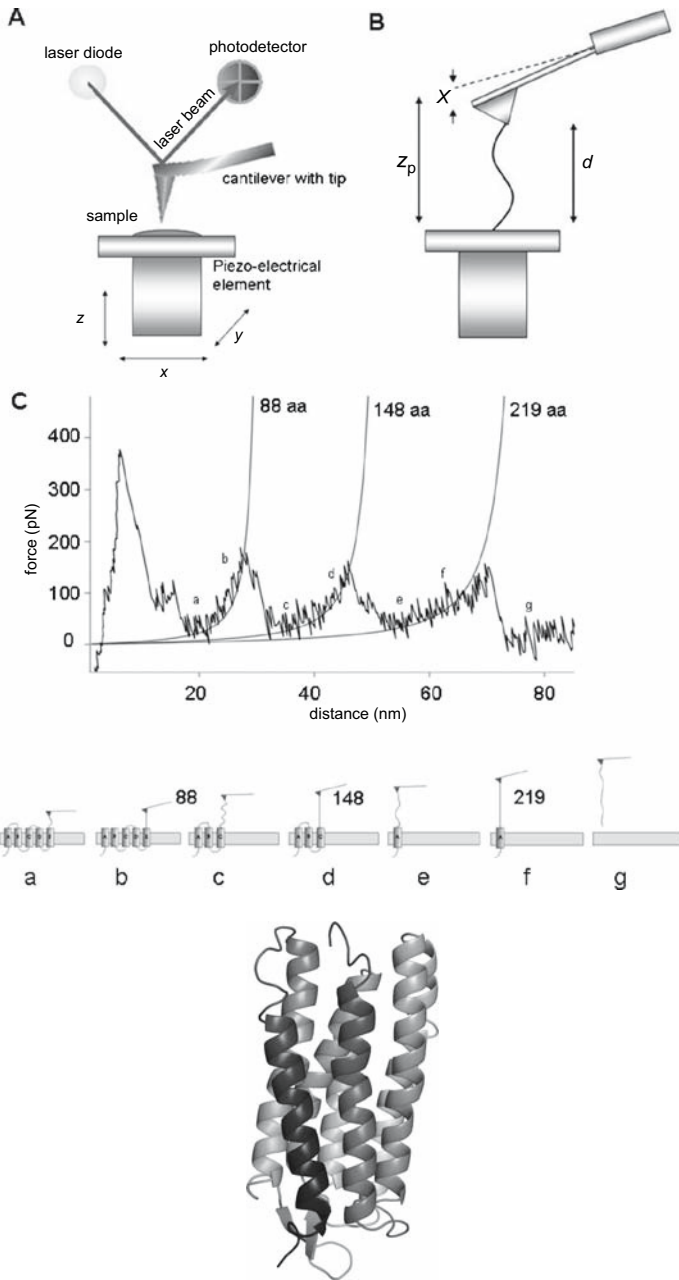 A
laser diode
photodetector
laser beam
cantilever with tip
sample
Piezo-electrical
element
z
y
x
B
X
zp
d
C
88 aa
148 aa
219 aa
400
300
200
100
0
force (pN)
a
b
c
d
e
f
g
20
40
60
80
distance (nm)
88
148
219
a
b
c
d
e
f
g